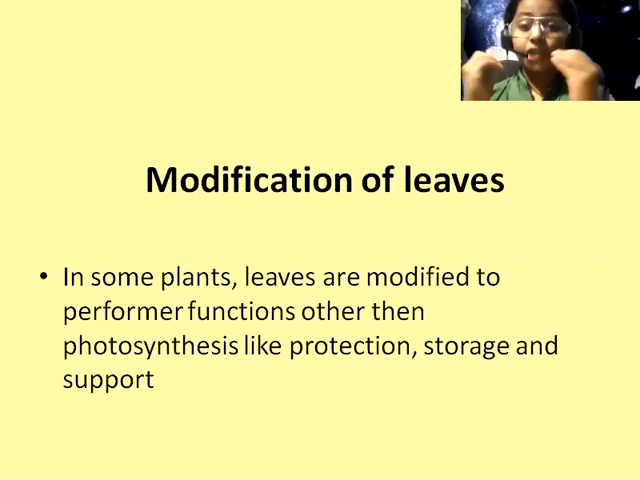 Modification of leaves
• In some plants, leaves are modified to
performer functions other then
photosynthesis like protection, storage and
support